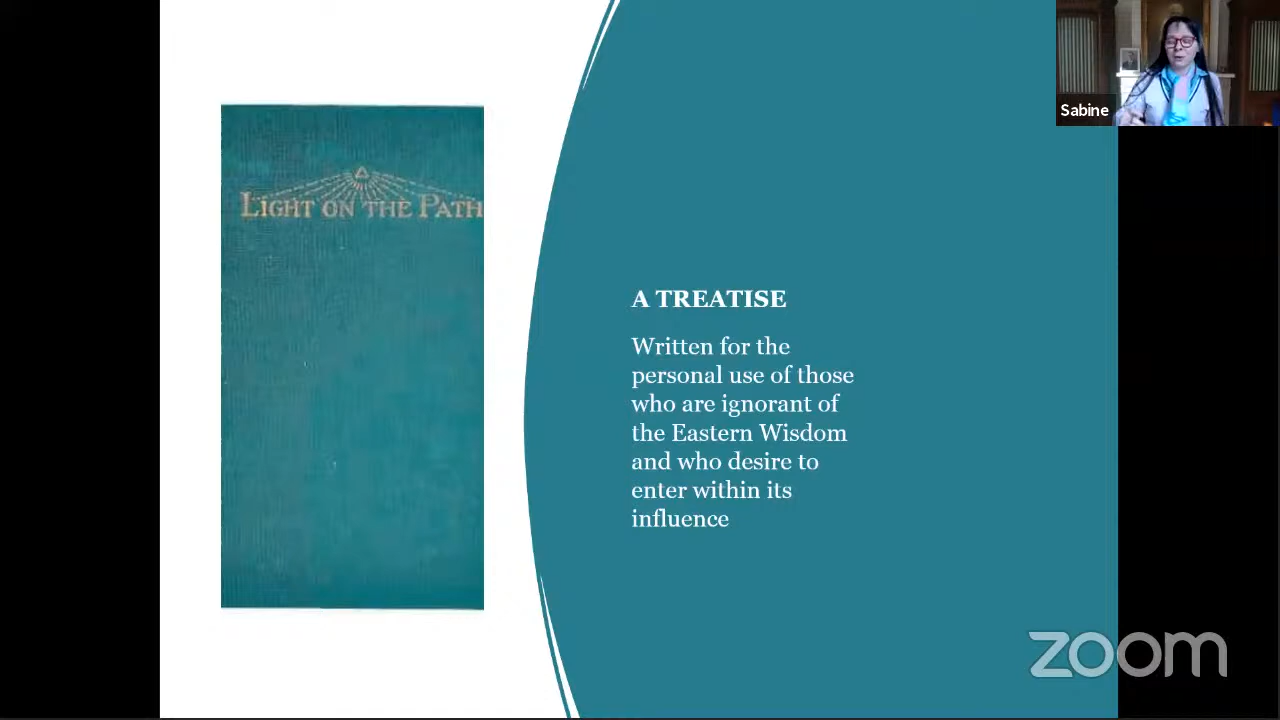 LIGHT ON THE PATH
A TREATISE
Written for the
personal use of those
who are ignorant of
the Eastern Wisdom
and who desire to
enter within its
influence
Sabine
zoom